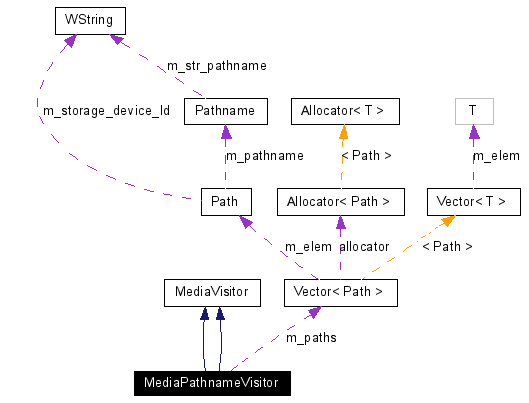 WString
m_str_pathname
m_storage_device_Id
Pathname
Allocator< T >
T
m_pathname
< Path >
m_elem
Path
Allocator< Path >
Vector< T >
m_elem
allocator
< Path >
MediaVisitor
Vector< Path >
m_paths
MediaPathnameVisitor